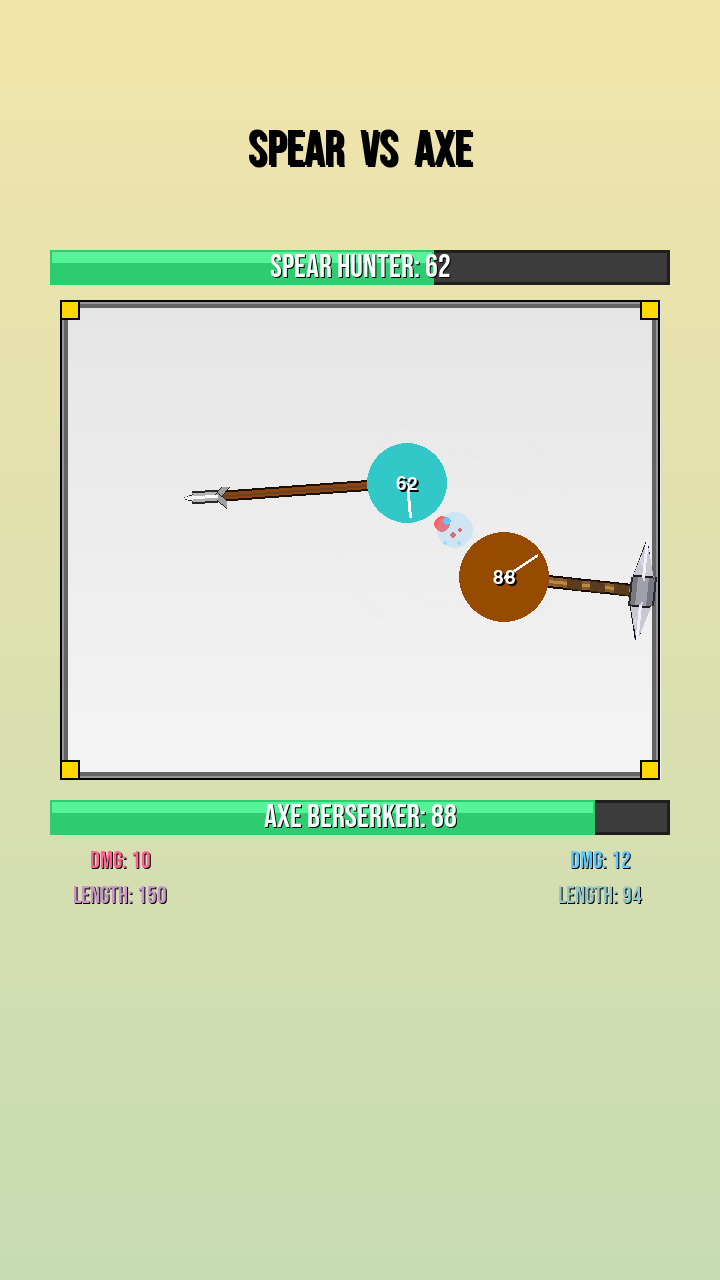 SPEAR VS AXE
SPEAR HUNTER: 62
62
88
AXE BERSERKER: 88
DMG: 10
DMG: 12
LENGTH: 150
LENGTH: 94